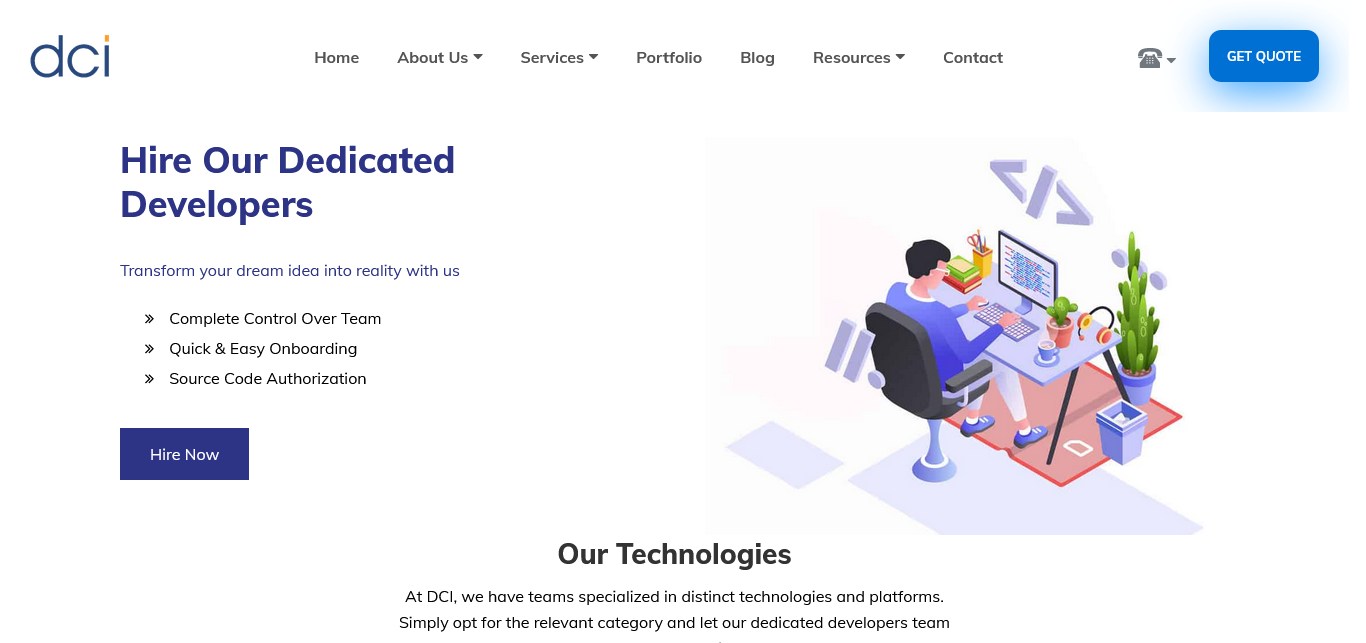 dci
Home
About Us
Services
Portfolio
Blog
Resources
Contact
GET QUOTE
Hire Our Dedicated
Developers
Transform your dream idea into reality with us
Complete Control Over Team
Quick & Easy Onboarding
Source Code Authorization
Hire Now
</>
//
Our Technologies
At DCI, we have teams specialized in distinct technologies and platforms.
Simply opt for the relevant category and let our dedicated developers team